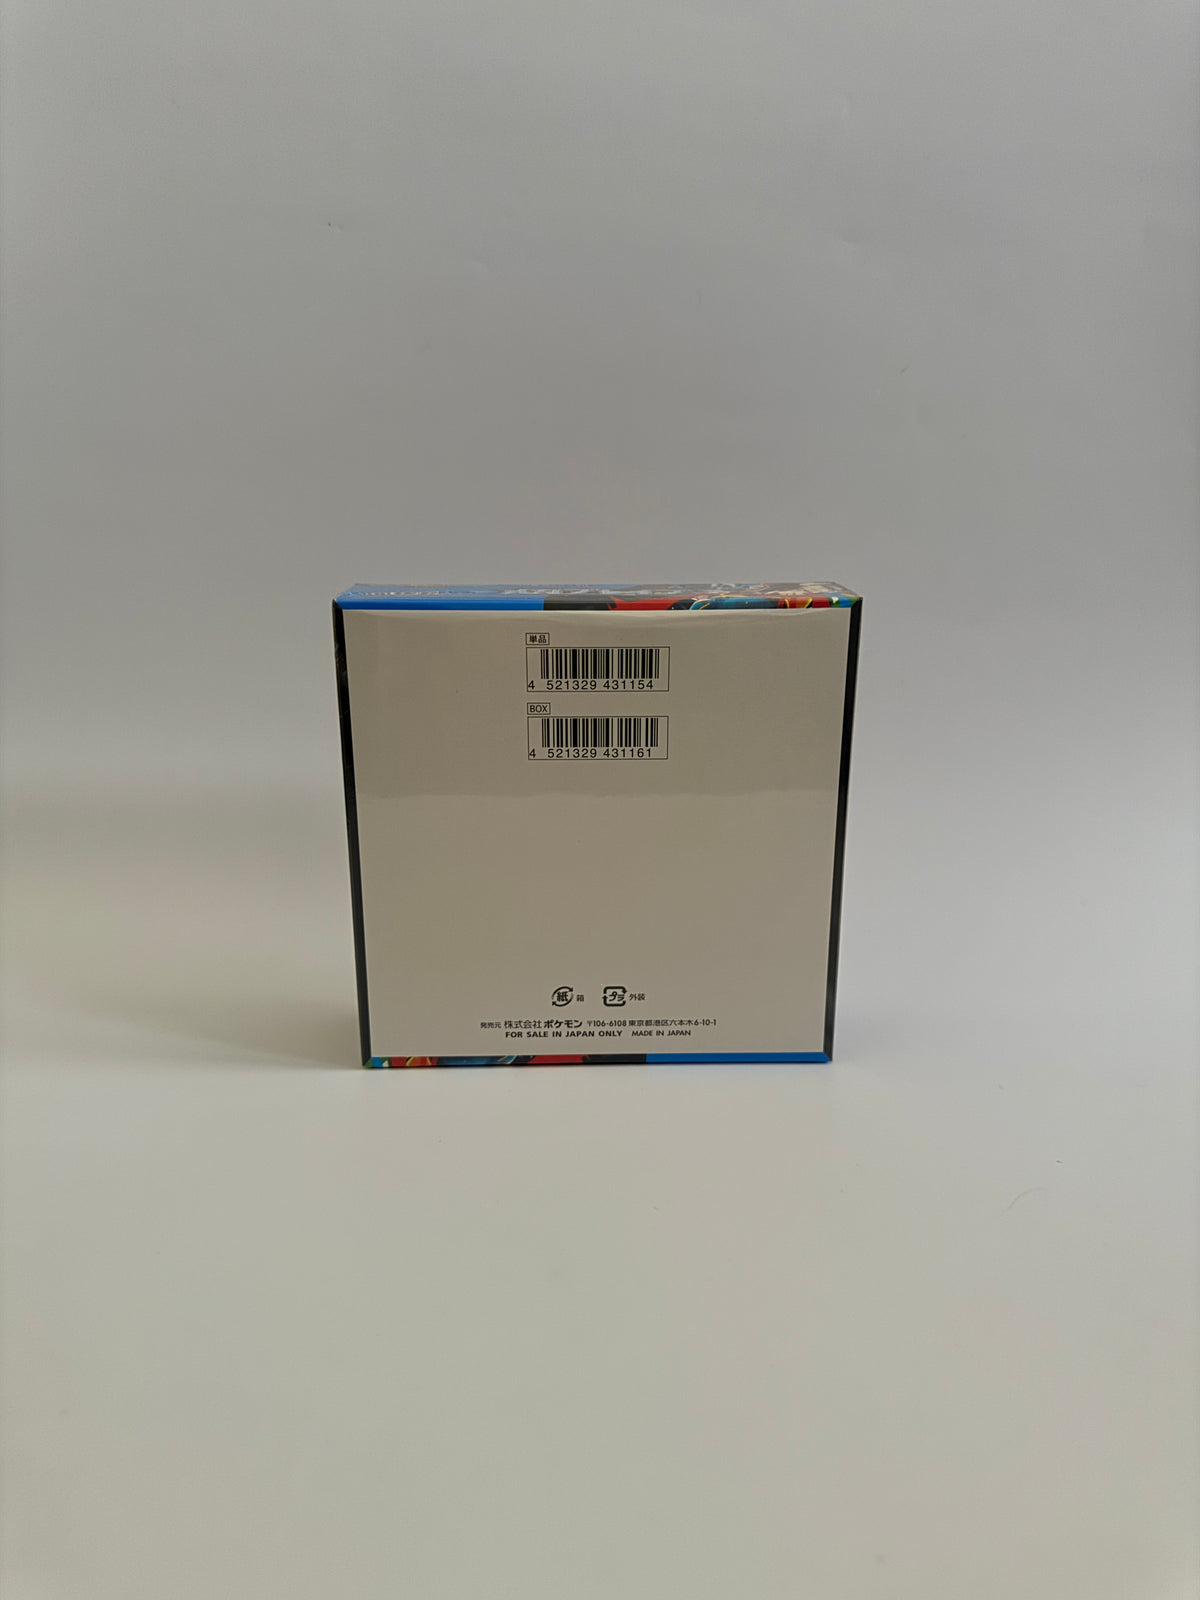 単品
4 521329 431154
BOX
4 521329 431161
紙 箱 プラ 外装
発売元 株式会社ポケモン 〒106-6108 東京都港区六本木6-10-1
FOR SALE IN JAPAN ONLY MADE IN JAPAN